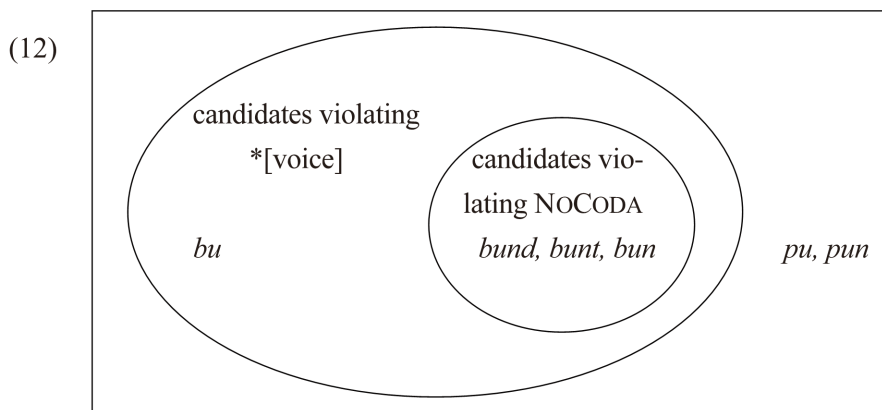 (12)
candidates violating
*[voice]
candidates vio-
lating NOCODA
bu
bund, bunt, bun
pu, pun